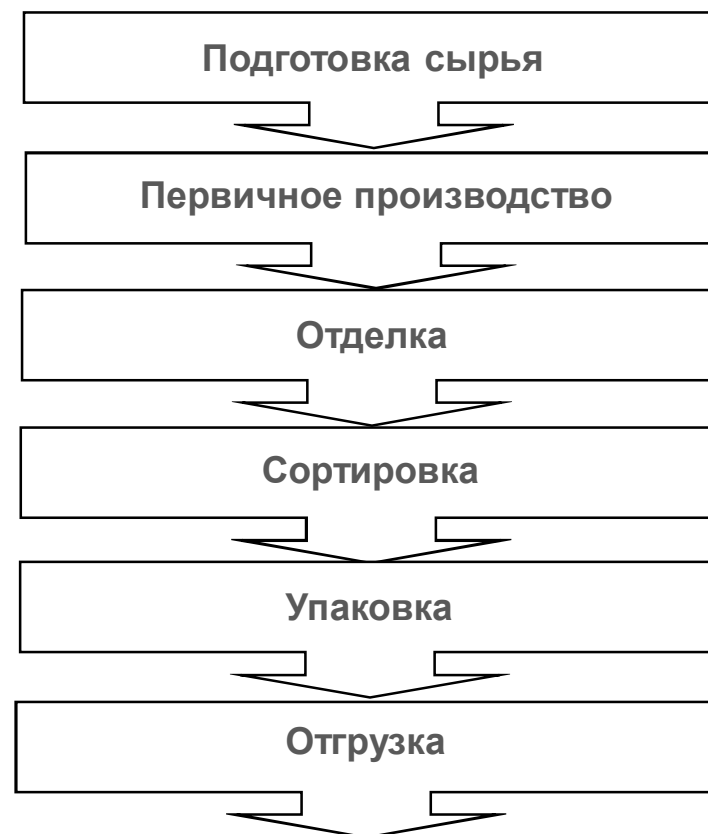 Подготовка сырья
Первичное производство
Отделка
Сортировка
Упаковка
Отгрузка